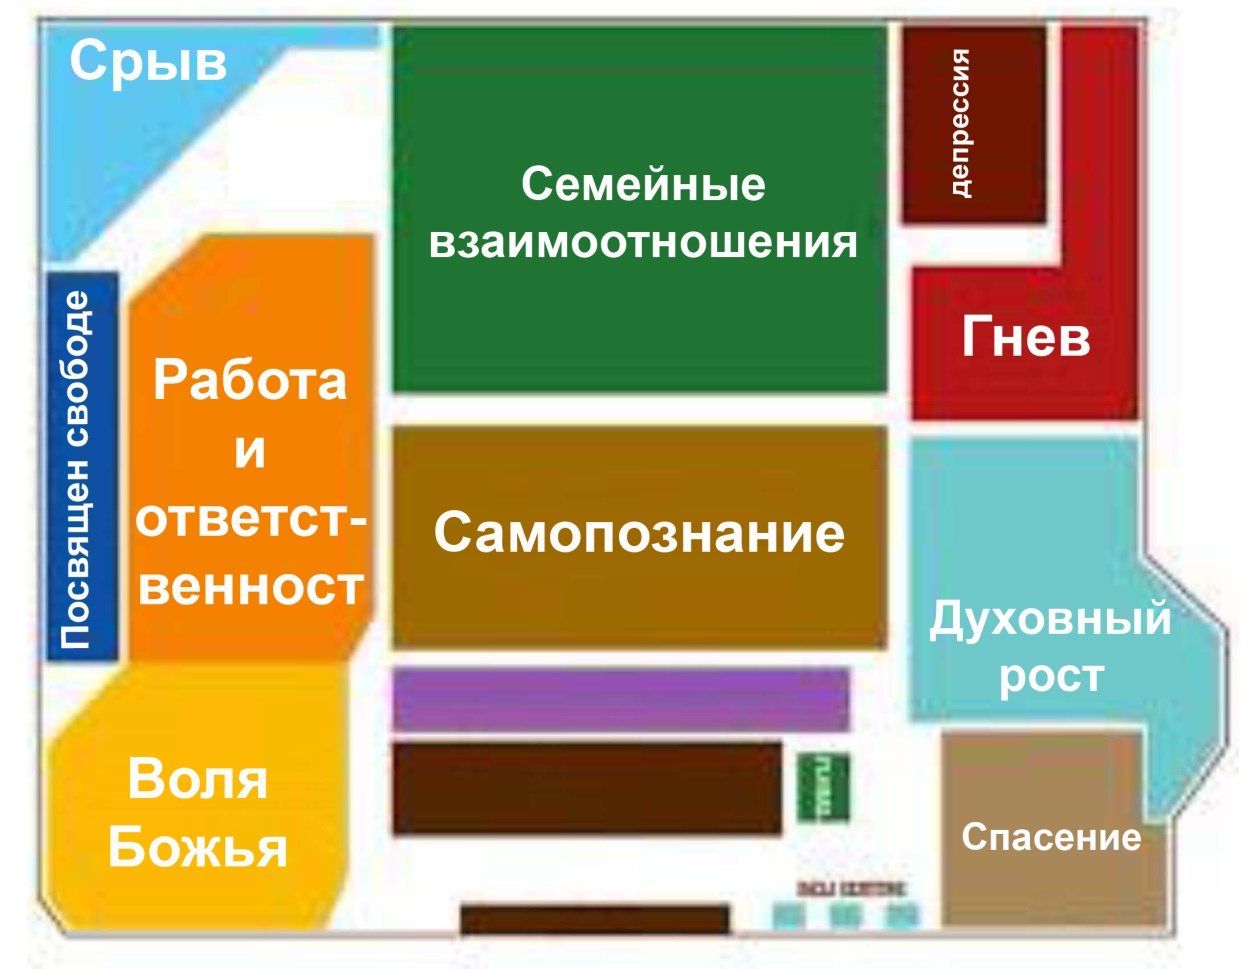 Срыв
Семейные
взаимоотношения
депрессия
Гнев
Посвящен свободе
Работа
и
ответст-
венност
Самопознание
Духовный
рост
Воля
Божья
Спасение